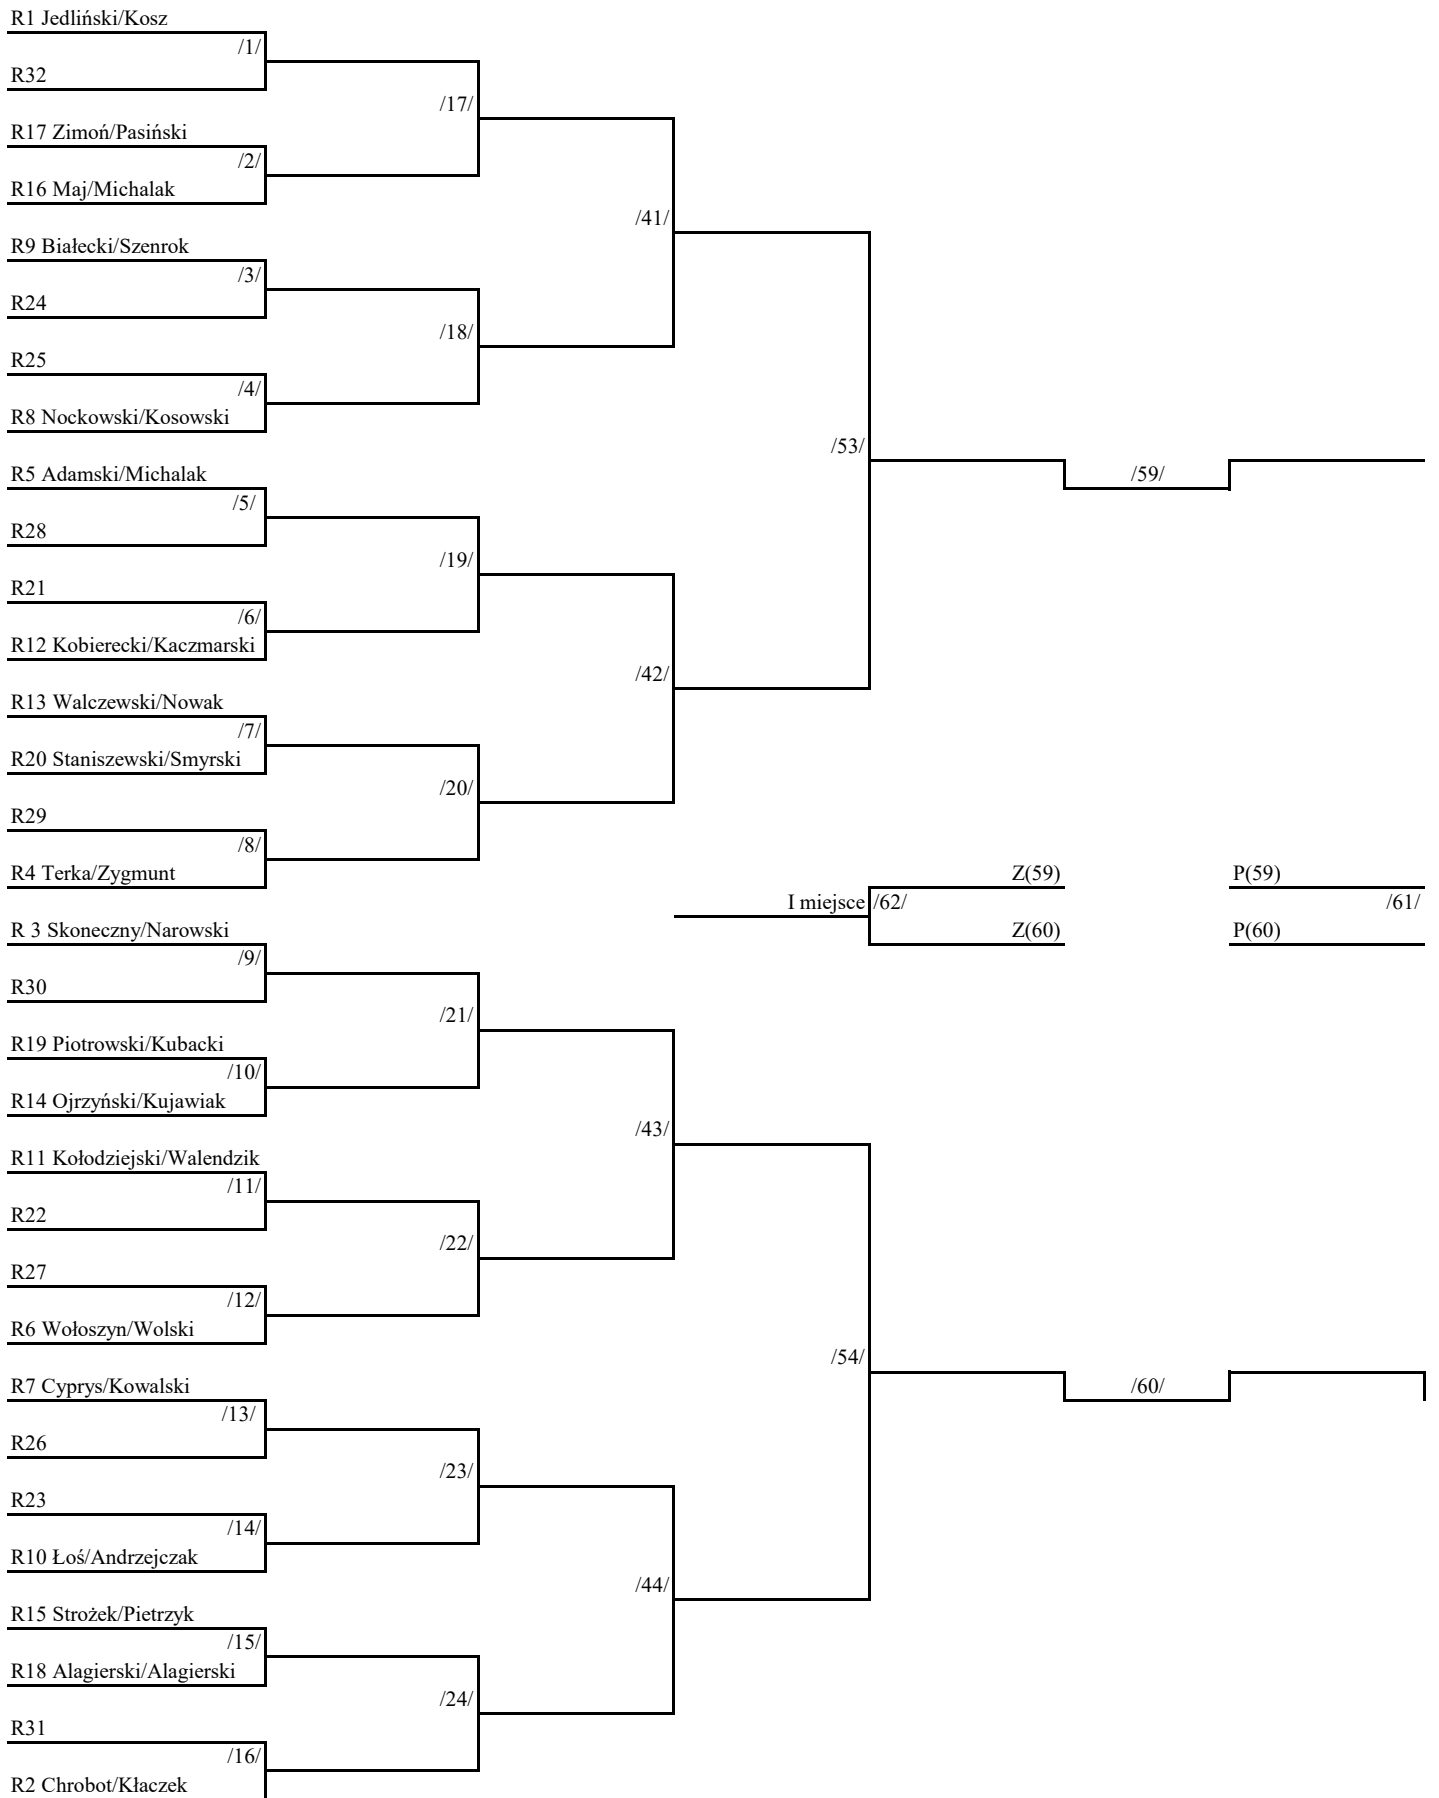 R1 Jedliński/Kosz
/1/
R32
/17/
R17 Zimoń/Pasiński
/2/
R16 Maj/Michalak
/41/
R9 Białecki/Szenrok
/3/
R24
/18/
R25
/4/
R8 Nockowski/Kosowski
/53/
R5 Adamski/Michalak
/59/
/5/
R28
/19/
R21
/6/
R12 Kobierecki/Kaczmarski
/42/
R13 Walczewski/Nowak
/7/
R20 Staniszewski/Smyrski
/20/
R29
/8/
R4 Terka/Zygmunt
Z(59)
P(59)
I miejsce
/62/
/61/
R 3 Skoneczny/Narowski
Z(60)
P(60)
/9/
R30
/21/
R19 Piotrowski/Kubacki
/10/
R14 Ojrzyński/Kujawiak
/43/
R11 Kołodziejski/Walendzik
/11/
R22
/22/
R27
/12/
R6 Wołoszyn/Wolski
/54/
R7 Cyprys/Kowalski
/60/
/13/
R26
/23/
R23
/14/
R10 Łoś/Andrzejczak
/44/
R15 Strożek/Pietrzyk
/15/
R18 Alagierski/Alagierski
/24/
R31
/16/
R2 Chrobot/Kłaczek